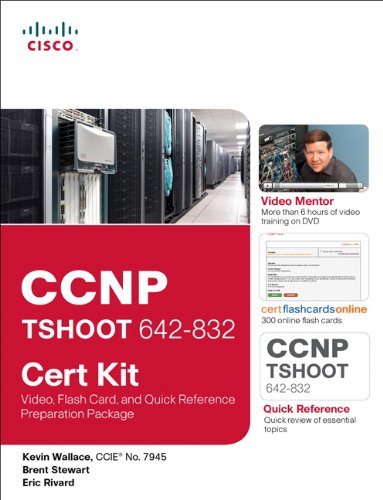 CISCO
CCNP
TSHOOT 642-832
Cert Kit
Video, Flash Card, and Quick Reference
Preparation Package
Kevin Wallace, CCIE® No. 7945
Brent Stewart
Eric Rivard
Video Mentor
More than 6 hours of video
training on DVD
certflashcardsonline
300 online flash cards
CCNP
TSHOOT
642-832
Quick Reference
Quick review of essential
topics